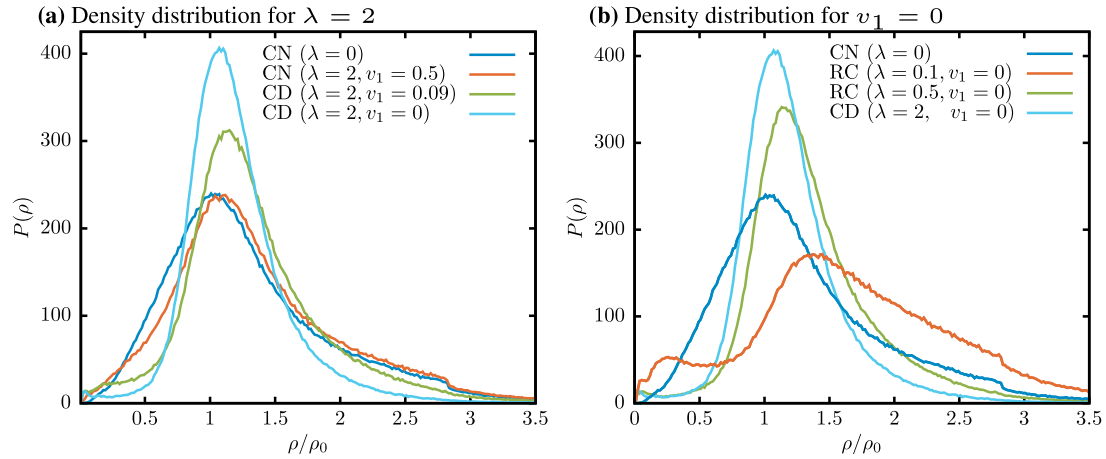 (a) Density distribution for λ = 2
CN (λ = 0)
CN (λ = 2, v₁ = 0.5)
CD (λ = 2, v₁ = 0.09)
CD (λ = 2, v₁ = 0)
P(ρ)
400
300
200
100
0
0.5 1 1.5 2 2.5 3 3.5
ρ/ρ₀
(b) Density distribution for v₁ = 0
CN (λ = 0)
RC (λ = 0.1, v₁ = 0)
RC (λ = 0.5, v₁ = 0)
CD (λ = 2, v₁ = 0)
P(ρ)
400
300
200
100
0
0 0.5 1 1.5 2 2.5 3 3.5
ρ/ρ₀